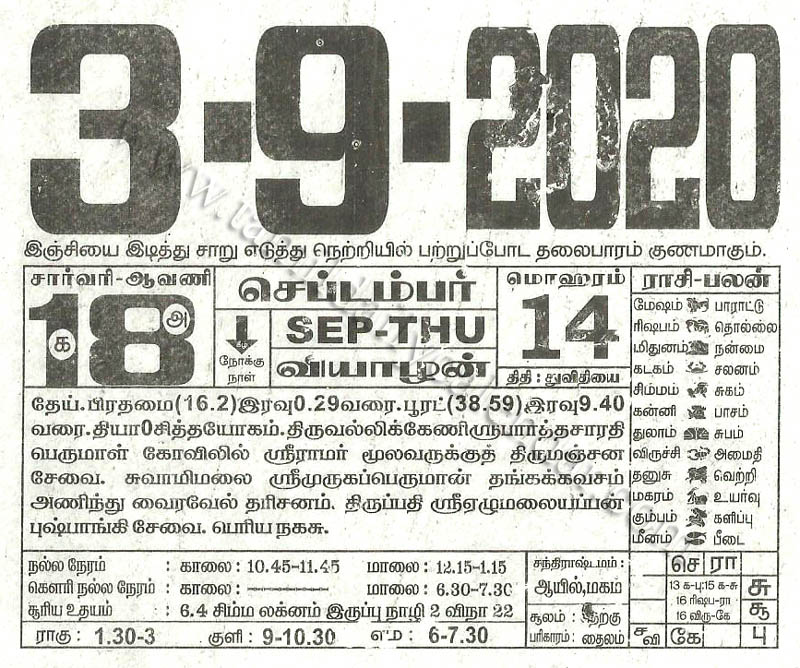 3-9-2020
இஞ்சியை இடித்து சாறு எடுத்து நெற்றியில் பற்றுப்போட தலைபாரம் குணமாகும்.
சார்வரி-ஆவணி
18
க அ
செப்டம்பர்
கீழ்
நோக்கு
நாள்
SEP-THU
வியாழன்
மொஹரம்
14
திதி : துவிதியை
ராசி-பலன்
மேஷம் பாராட்டு
ரிஷபம் தொல்லை
மிதுனம் நன்மை
கடகம் சலனம்
சிம்மம் சுகம்
கன்னி பாசம்
துலாம் சுபம்
விருச்சி அமைதி
தனுசு வெற்றி
மகரம் உயர்வு
கும்பம் களிப்பு
மீனம் பீடை
தேய். பிரதமை(16.2)இரவு0.29வரை.பூரட்(38.59)இரவு9.40
வரை.தியா0சித்தயோகம்.திருவல்லிக்கேணிஸ்ரீபார்த்தசாரதி
பெருமாள் கோவிலில் ஸ்ரீராமர் மூலவருக்குத் திருமஞ்சன
சேவை. சுவாமிமலை ஸ்ரீமுருகப்பெருமான் தங்கக்கவசம்
அணிந்து வைரவேல் தரிசனம். திருப்பதி ஸ்ரீஏழுமலையப்பன்
புஷ்பாங்கி சேவை. பெரிய நகசு.
நல்ல நேரம் : காலை: 10.45-11.45 மாலை: 12.15-1.15
கௌரி நல்ல நேரம் : காலை: ———— மாலை: 6.30-7.30
சூரிய உதயம் : 6.4 சிம்ம லக்னம் இருப்பு நாழி 2 விநா 22
ராகு : 1.30-3 குளி : 9-10.30 எம : 6-7.30
சந்திராஷ்டமம் :
ஆயில்,மகம்
சூலம் : தெற்கு
பரிகாரம் : தைலம்
செ ரா
13 க-பு:15 க-சு
16 ரிஷப-ரா
16 விரு-கே
சு
சூ
ச வி கே பு